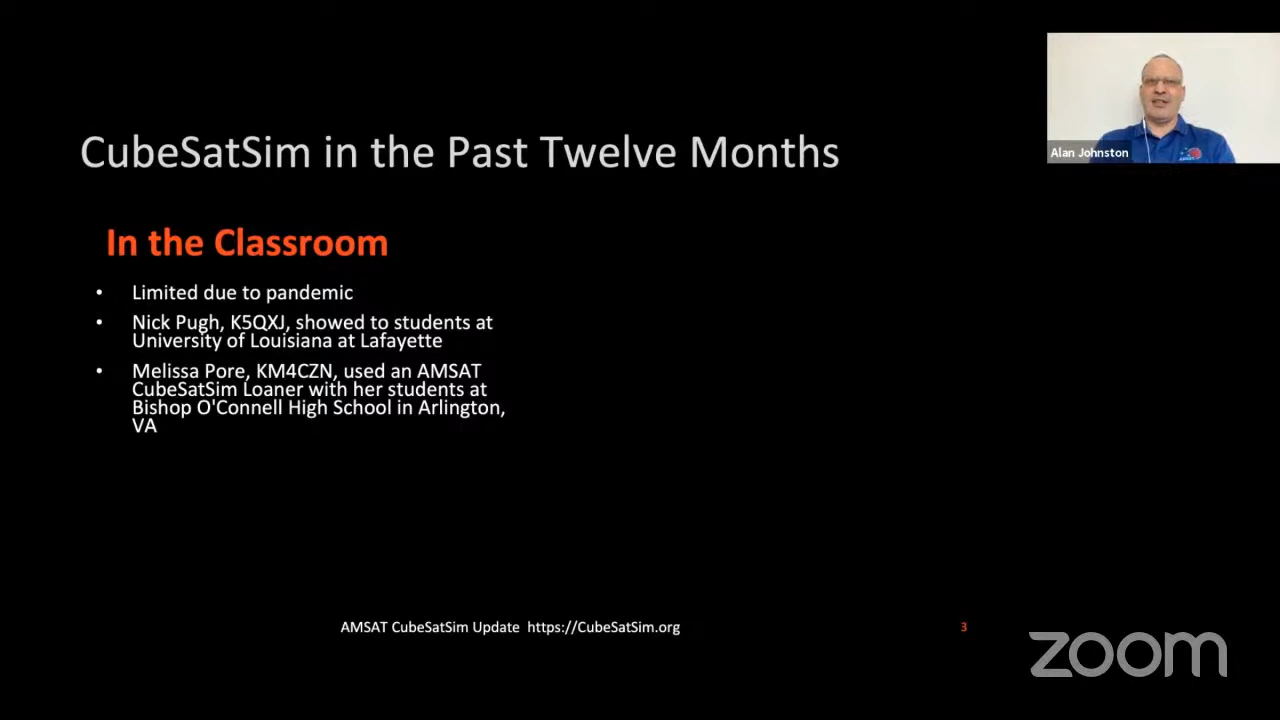 CubeSatSim in the Past Twelve Months
Alan Johnston
In the Classroom
• Limited due to pandemic
• Nick Pugh, K5QXJ, showed to students at
University of Louisiana at Lafayette
• Melissa Pore, KM4CZN, used an AMSAT
CubeSatSim Loaner with her students at
Bishop O'Connell High School in Arlington,
VA
AMSAT CubeSatSim Update https://CubeSatSim.org
3
zoom